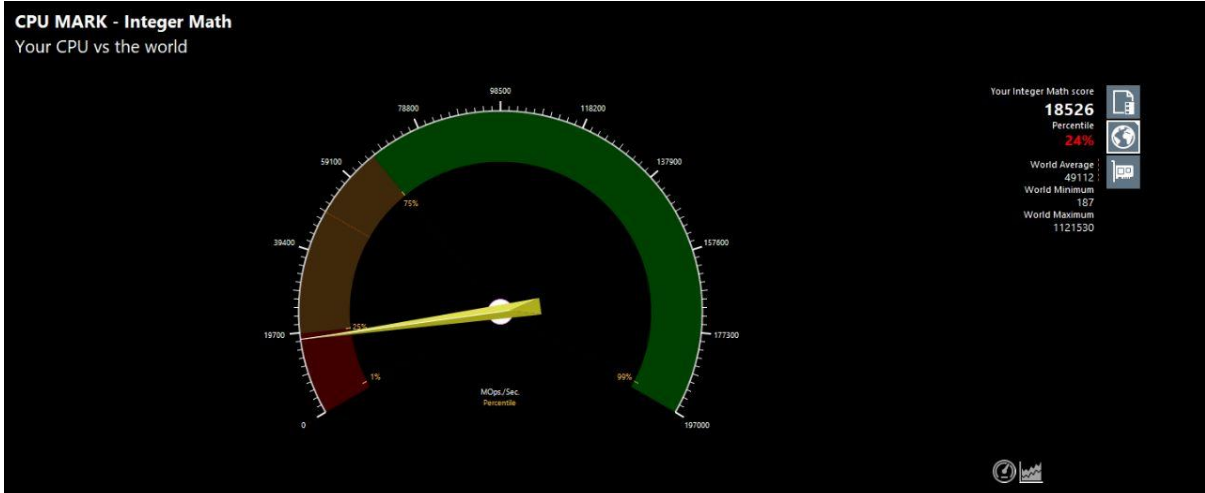 CPU MARK - Integer Math
Your CPU vs the world
98500
78800
118200
59100
137900
39400
157600
19700
177300
0
197000
75%
25%
1%
99%
MOps./Sec.
Percentile
Your Integer Math score
18526
Percentile
24%
World Average
49112
World Minimum
187
World Maximum
1121530